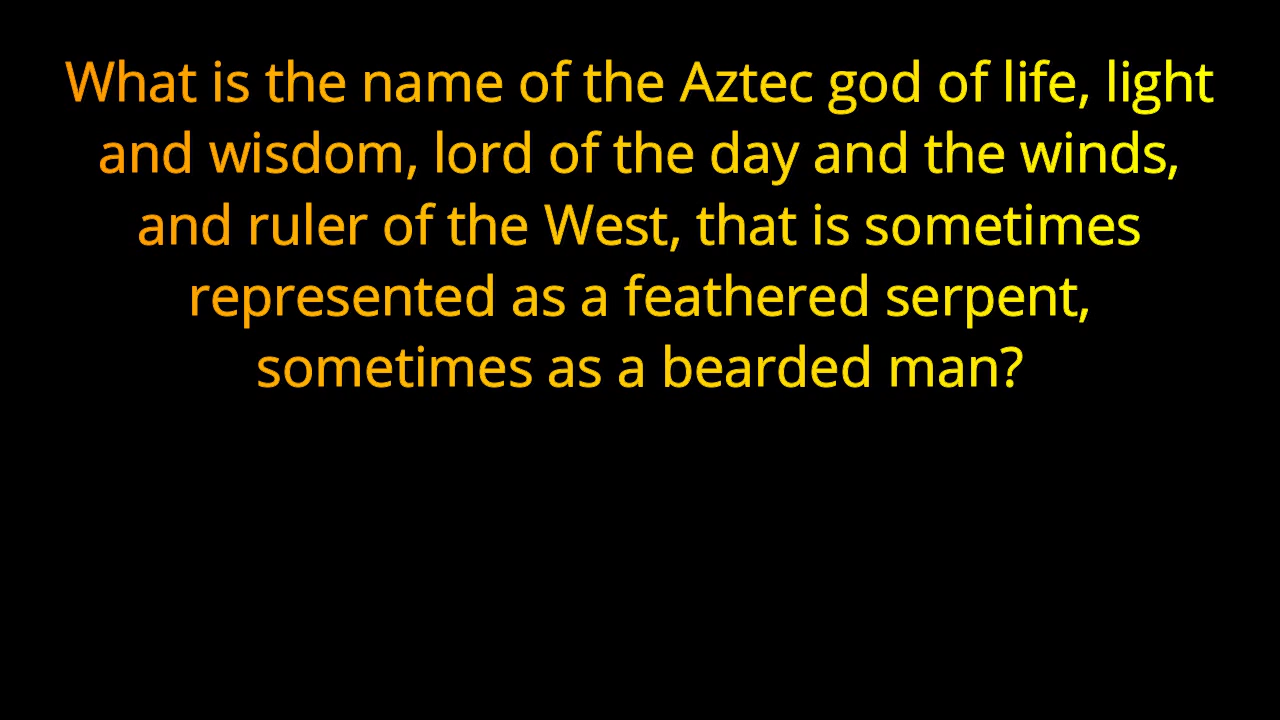 What is the name of the Aztec god of life, light
and wisdom, lord of the day and the winds,
and ruler of the West, that is sometimes
represented as a feathered serpent,
sometimes as a bearded man?